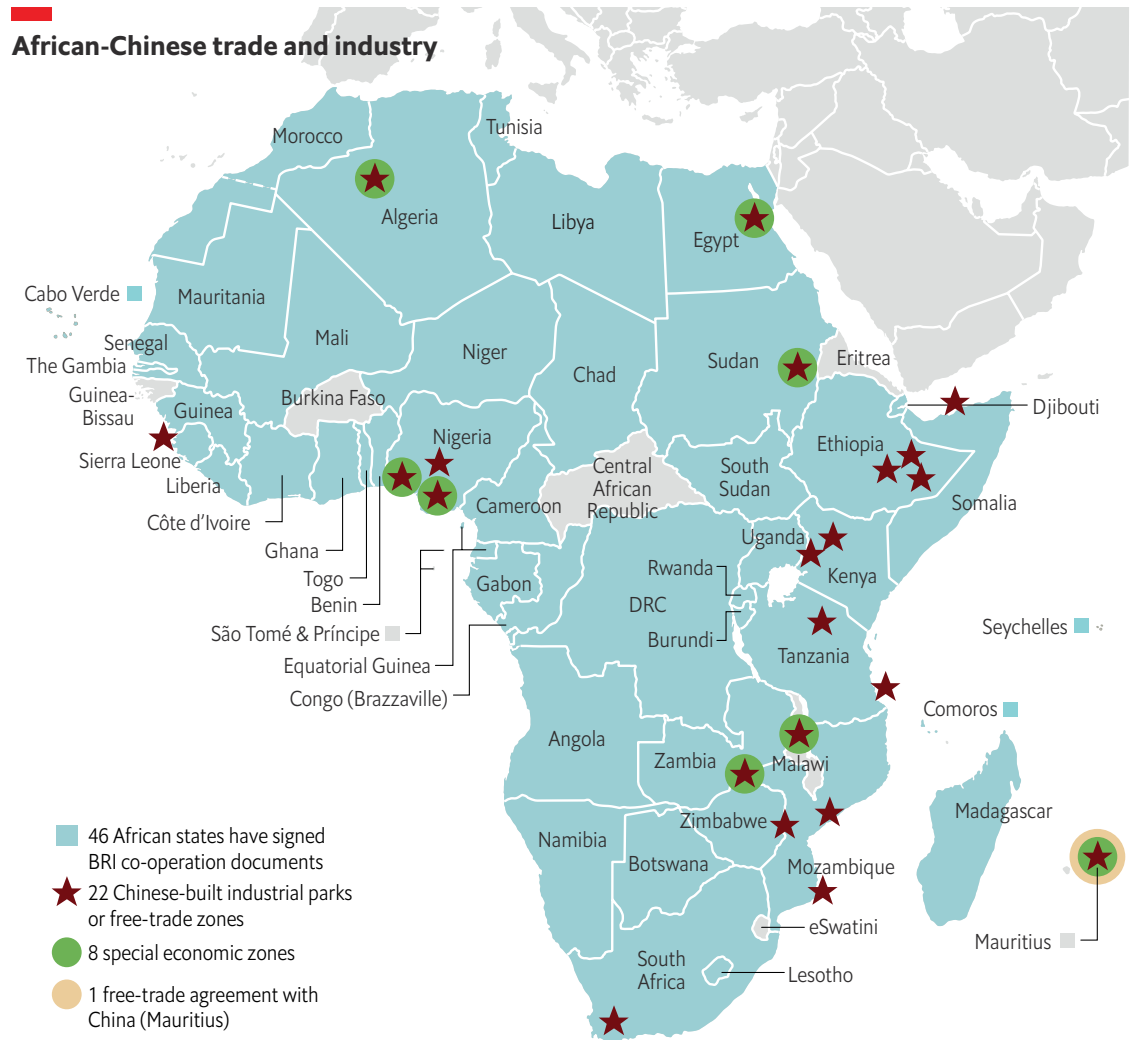 African-Chinese trade and industry
Tunisia
Morocco
Algeria
Libya
Egypt
Cabo Verde
Mauritania
Mali
Niger
Chad
Sudan
Eritrea
Senegal
The Gambia
Guinea-
Bissau
Guinea
Burkina Faso
Djibouti
Nigeria
Ethiopia
Sierra Leone
Liberia
Central
African
Republic
South
Sudan
Somalia
Cameroon
Côte d'Ivoire
Ghana
Togo
Benin
Uganda
Kenya
Rwanda
DRC
Burundi
Gabon
São Tomé & Príncipe
Equatorial Guinea
Congo (Brazzaville)
Tanzania
Seychelles
Comoros
Angola
Zambia
Malawi
Zimbabwe
Madagascar
Namibia
Botswana
Mozambique
eSwatini
Mauritius
South
Africa
Lesotho
46 African states have signed
BRI co-operation documents
22 Chinese-built industrial parks
or free-trade zones
8 special economic zones
1 free-trade agreement with
China (Mauritius)